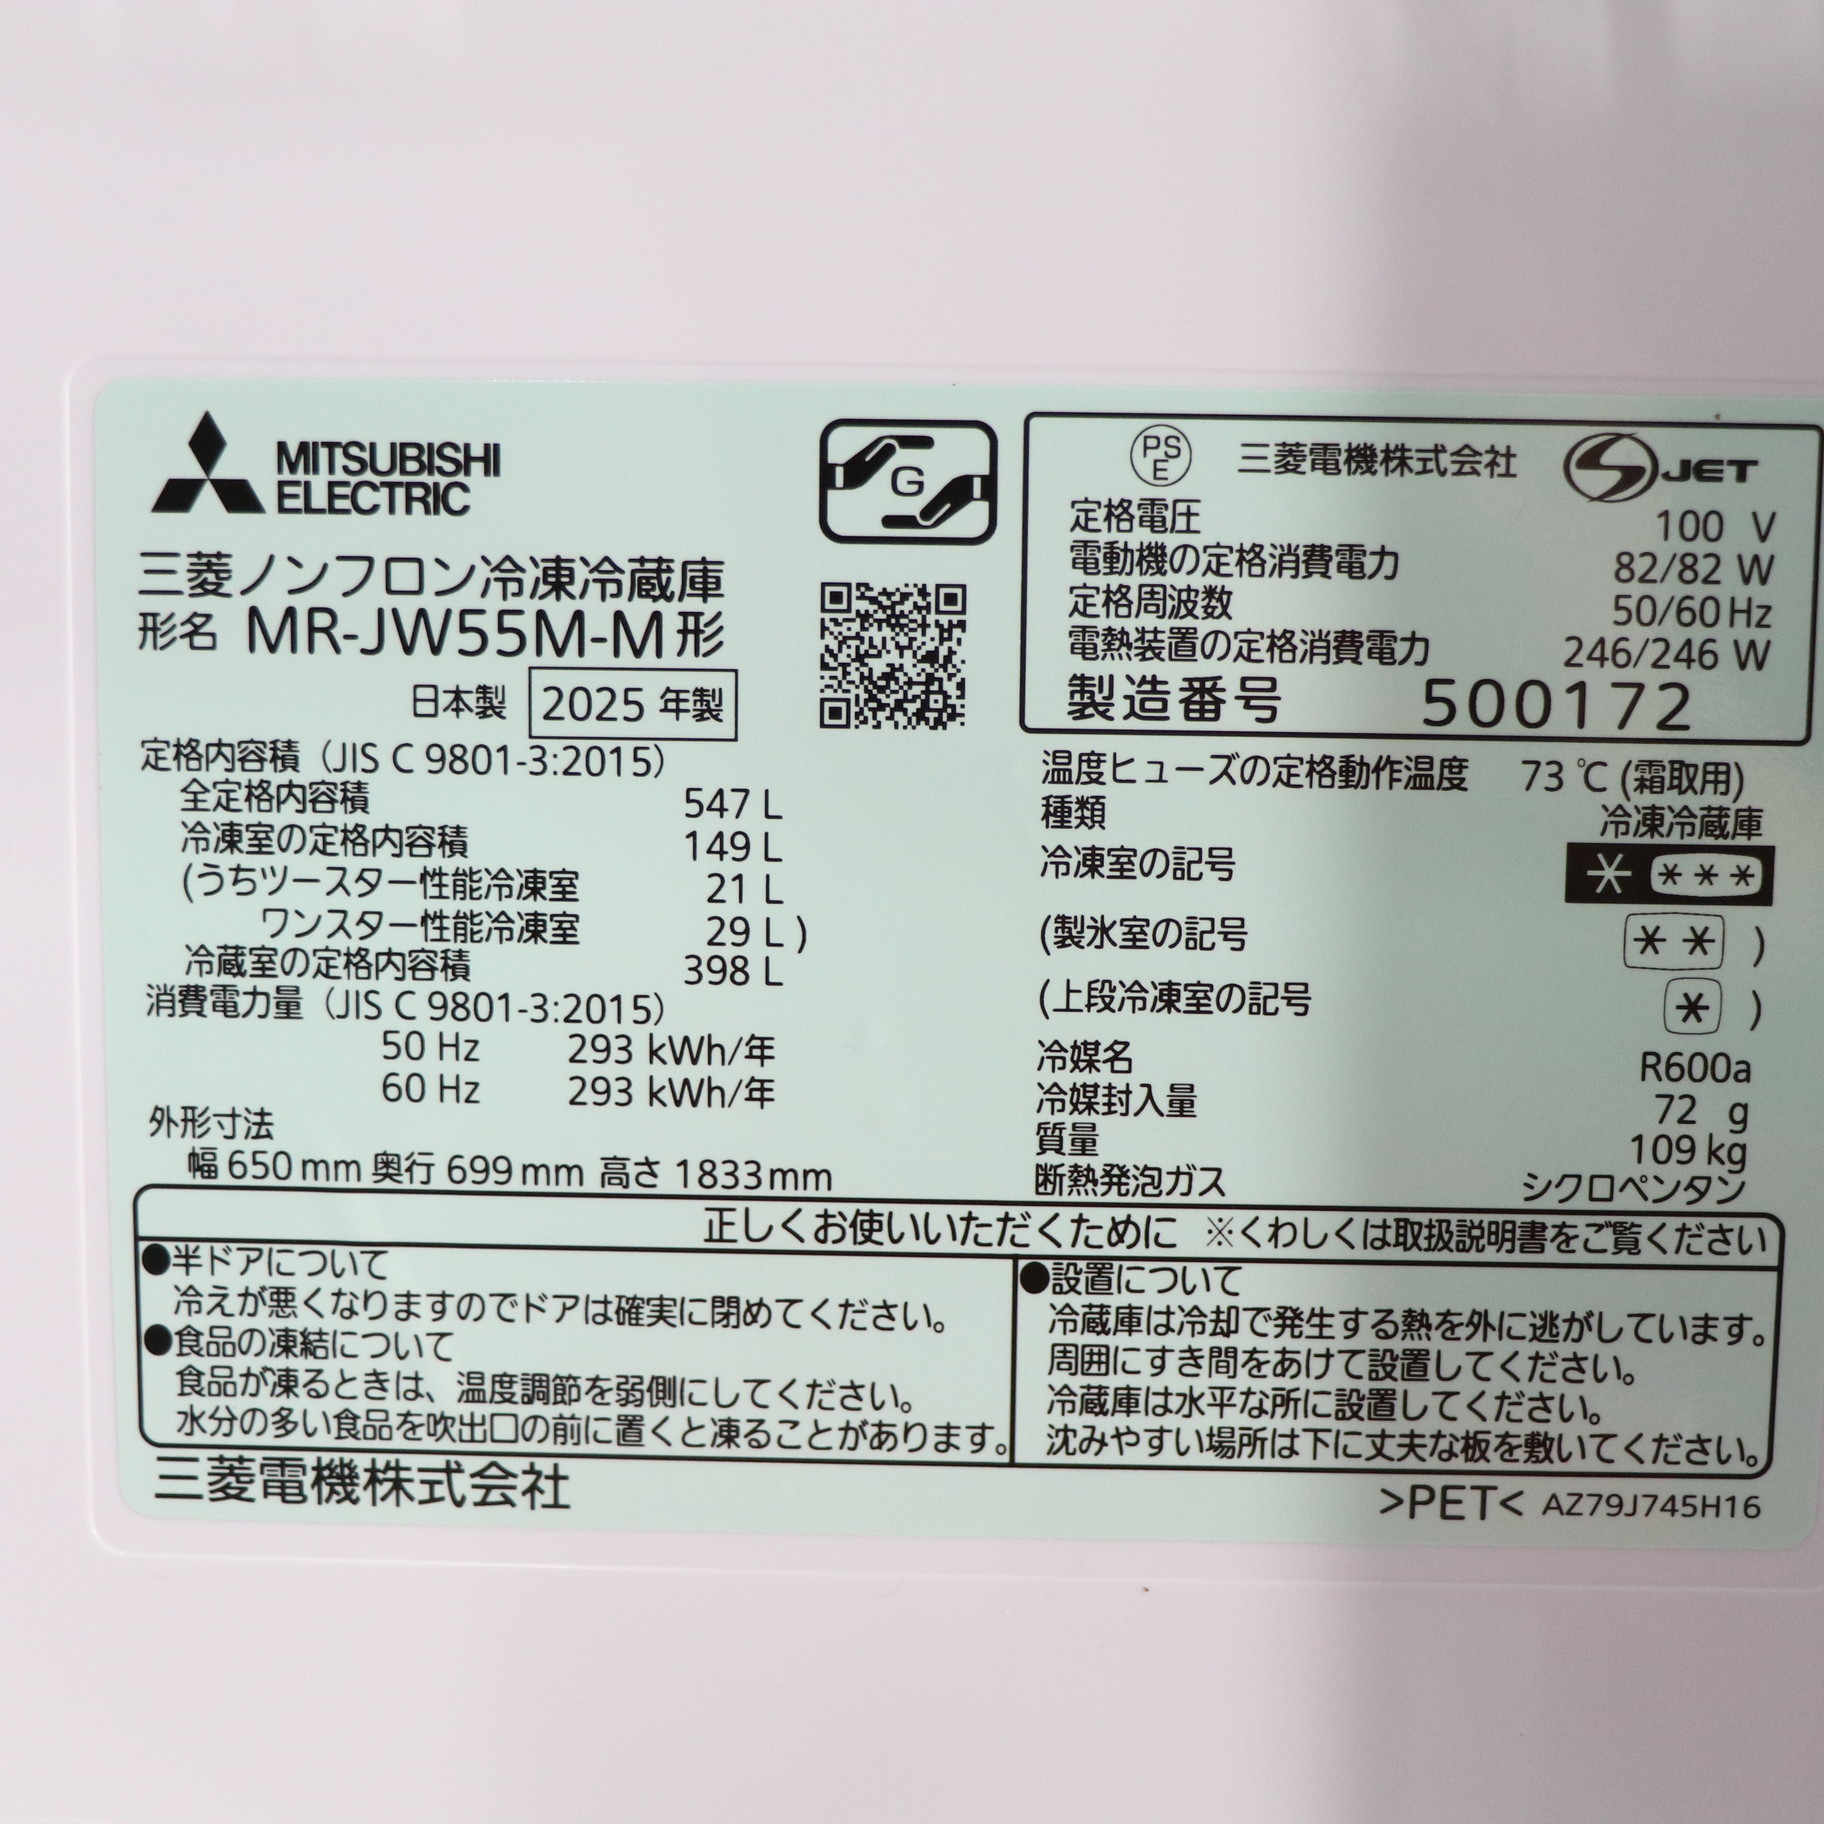 MITSUBISHI
ELECTRIC
G
三菱ノンフロン冷凍冷蔵庫
形名 MR-JW55M-M形
日本製 2025 年製
定格内容積（JIS C 9801-3:2015）
全定格内容積 547 L
冷凍室の定格内容積 149 L
(うちツースター性能冷凍室 21 L
ワンスター性能冷凍室 29 L )
冷蔵室の定格内容積 398 L
消費電力量（JIS C 9801-3:2015）
50 Hz 293 kWh/年
60 Hz 293 kWh/年
外形寸法
幅 650 mm 奥行 699 mm 高さ 1833 mm
PS
E
三菱電機株式会社 S JET
定格電圧 100 V
電動機の定格消費電力 82/82 W
定格周波数 50/60 Hz
電熱装置の定格消費電力 246/246 W
製造番号 500172
温度ヒューズの定格動作温度 73 ℃ (霜取用)
種類 冷凍冷蔵庫
冷凍室の記号 * ***
(製氷室の記号 ** )
(上段冷凍室の記号 * )
冷媒名 R600a
冷媒封入量 72 g
質量 109 kg
断熱発泡ガス シクロペンタン
正しくお使いいただくために ※くわしくは取扱説明書をご覧ください
●半ドアについて
冷えが悪くなりますのでドアは確実に閉めてください。
●食品の凍結について
食品が凍るときは、温度調節を弱側にしてください。
水分の多い食品を吹出口の前に置くと凍ることがあります。
●設置について
冷蔵庫は冷却で発生する熱を外に逃がしています。
周囲にすき間をあけて設置してください。
冷蔵庫は水平な所に設置してください。
沈みやすい場所は下に丈夫な板を敷いてください。
三菱電機株式会社
>PET< AZ79J745H16